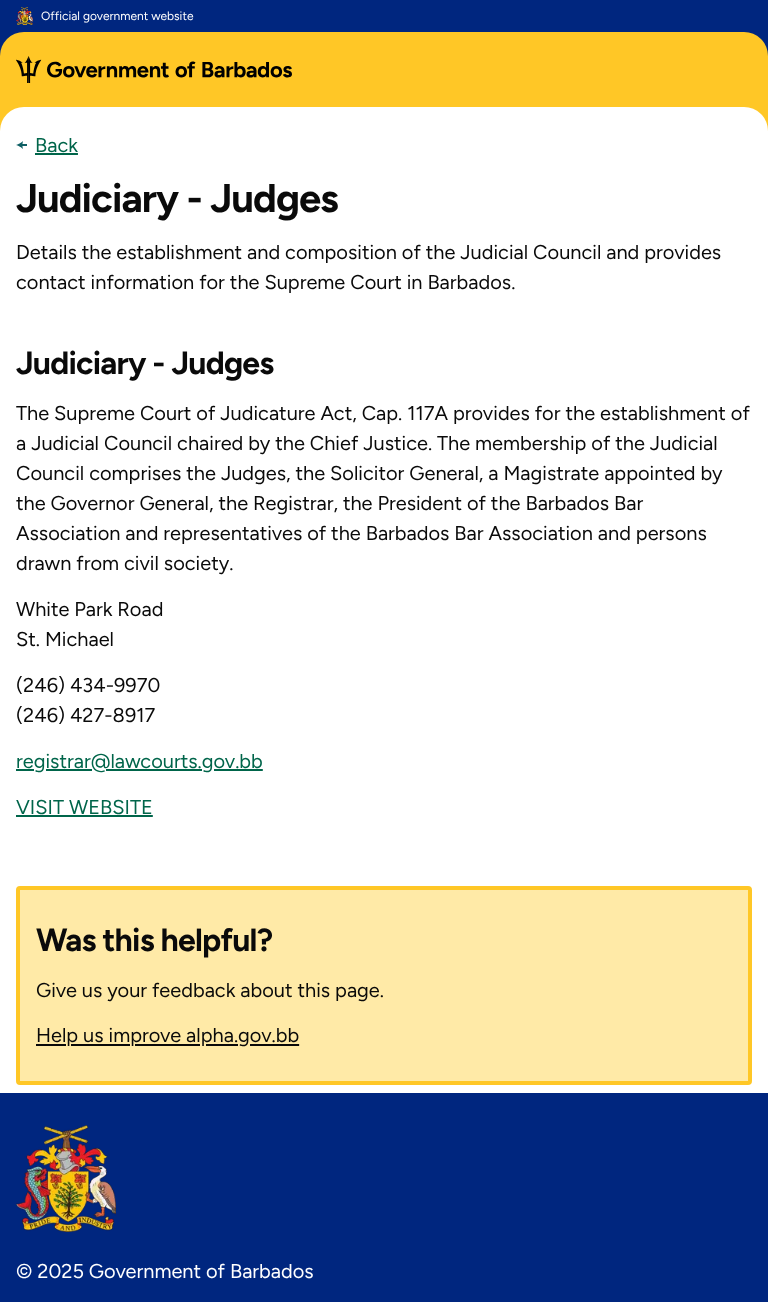 Official government website
Government of Barbados
Back
Judiciary - Judges
Details the establishment and composition of the Judicial Council and provides
contact information for the Supreme Court in Barbados.
Judiciary - Judges
The Supreme Court of Judicature Act, Cap. 117A provides for the establishment of
a Judicial Council chaired by the Chief Justice. The membership of the Judicial
Council comprises the Judges, the Solicitor General, a Magistrate appointed by
the Governor General, the Registrar, the President of the Barbados Bar
Association and representatives of the Barbados Bar Association and persons
drawn from civil society.
White Park Road
St. Michael
(246) 434-9970
(246) 427-8917
registrar@lawcourts.gov.bb
VISIT WEBSITE
Was this helpful?
Give us your feedback about this page.
Help us improve alpha.gov.bb
PRIDE AND INDUSTRY
© 2025 Government of Barbados